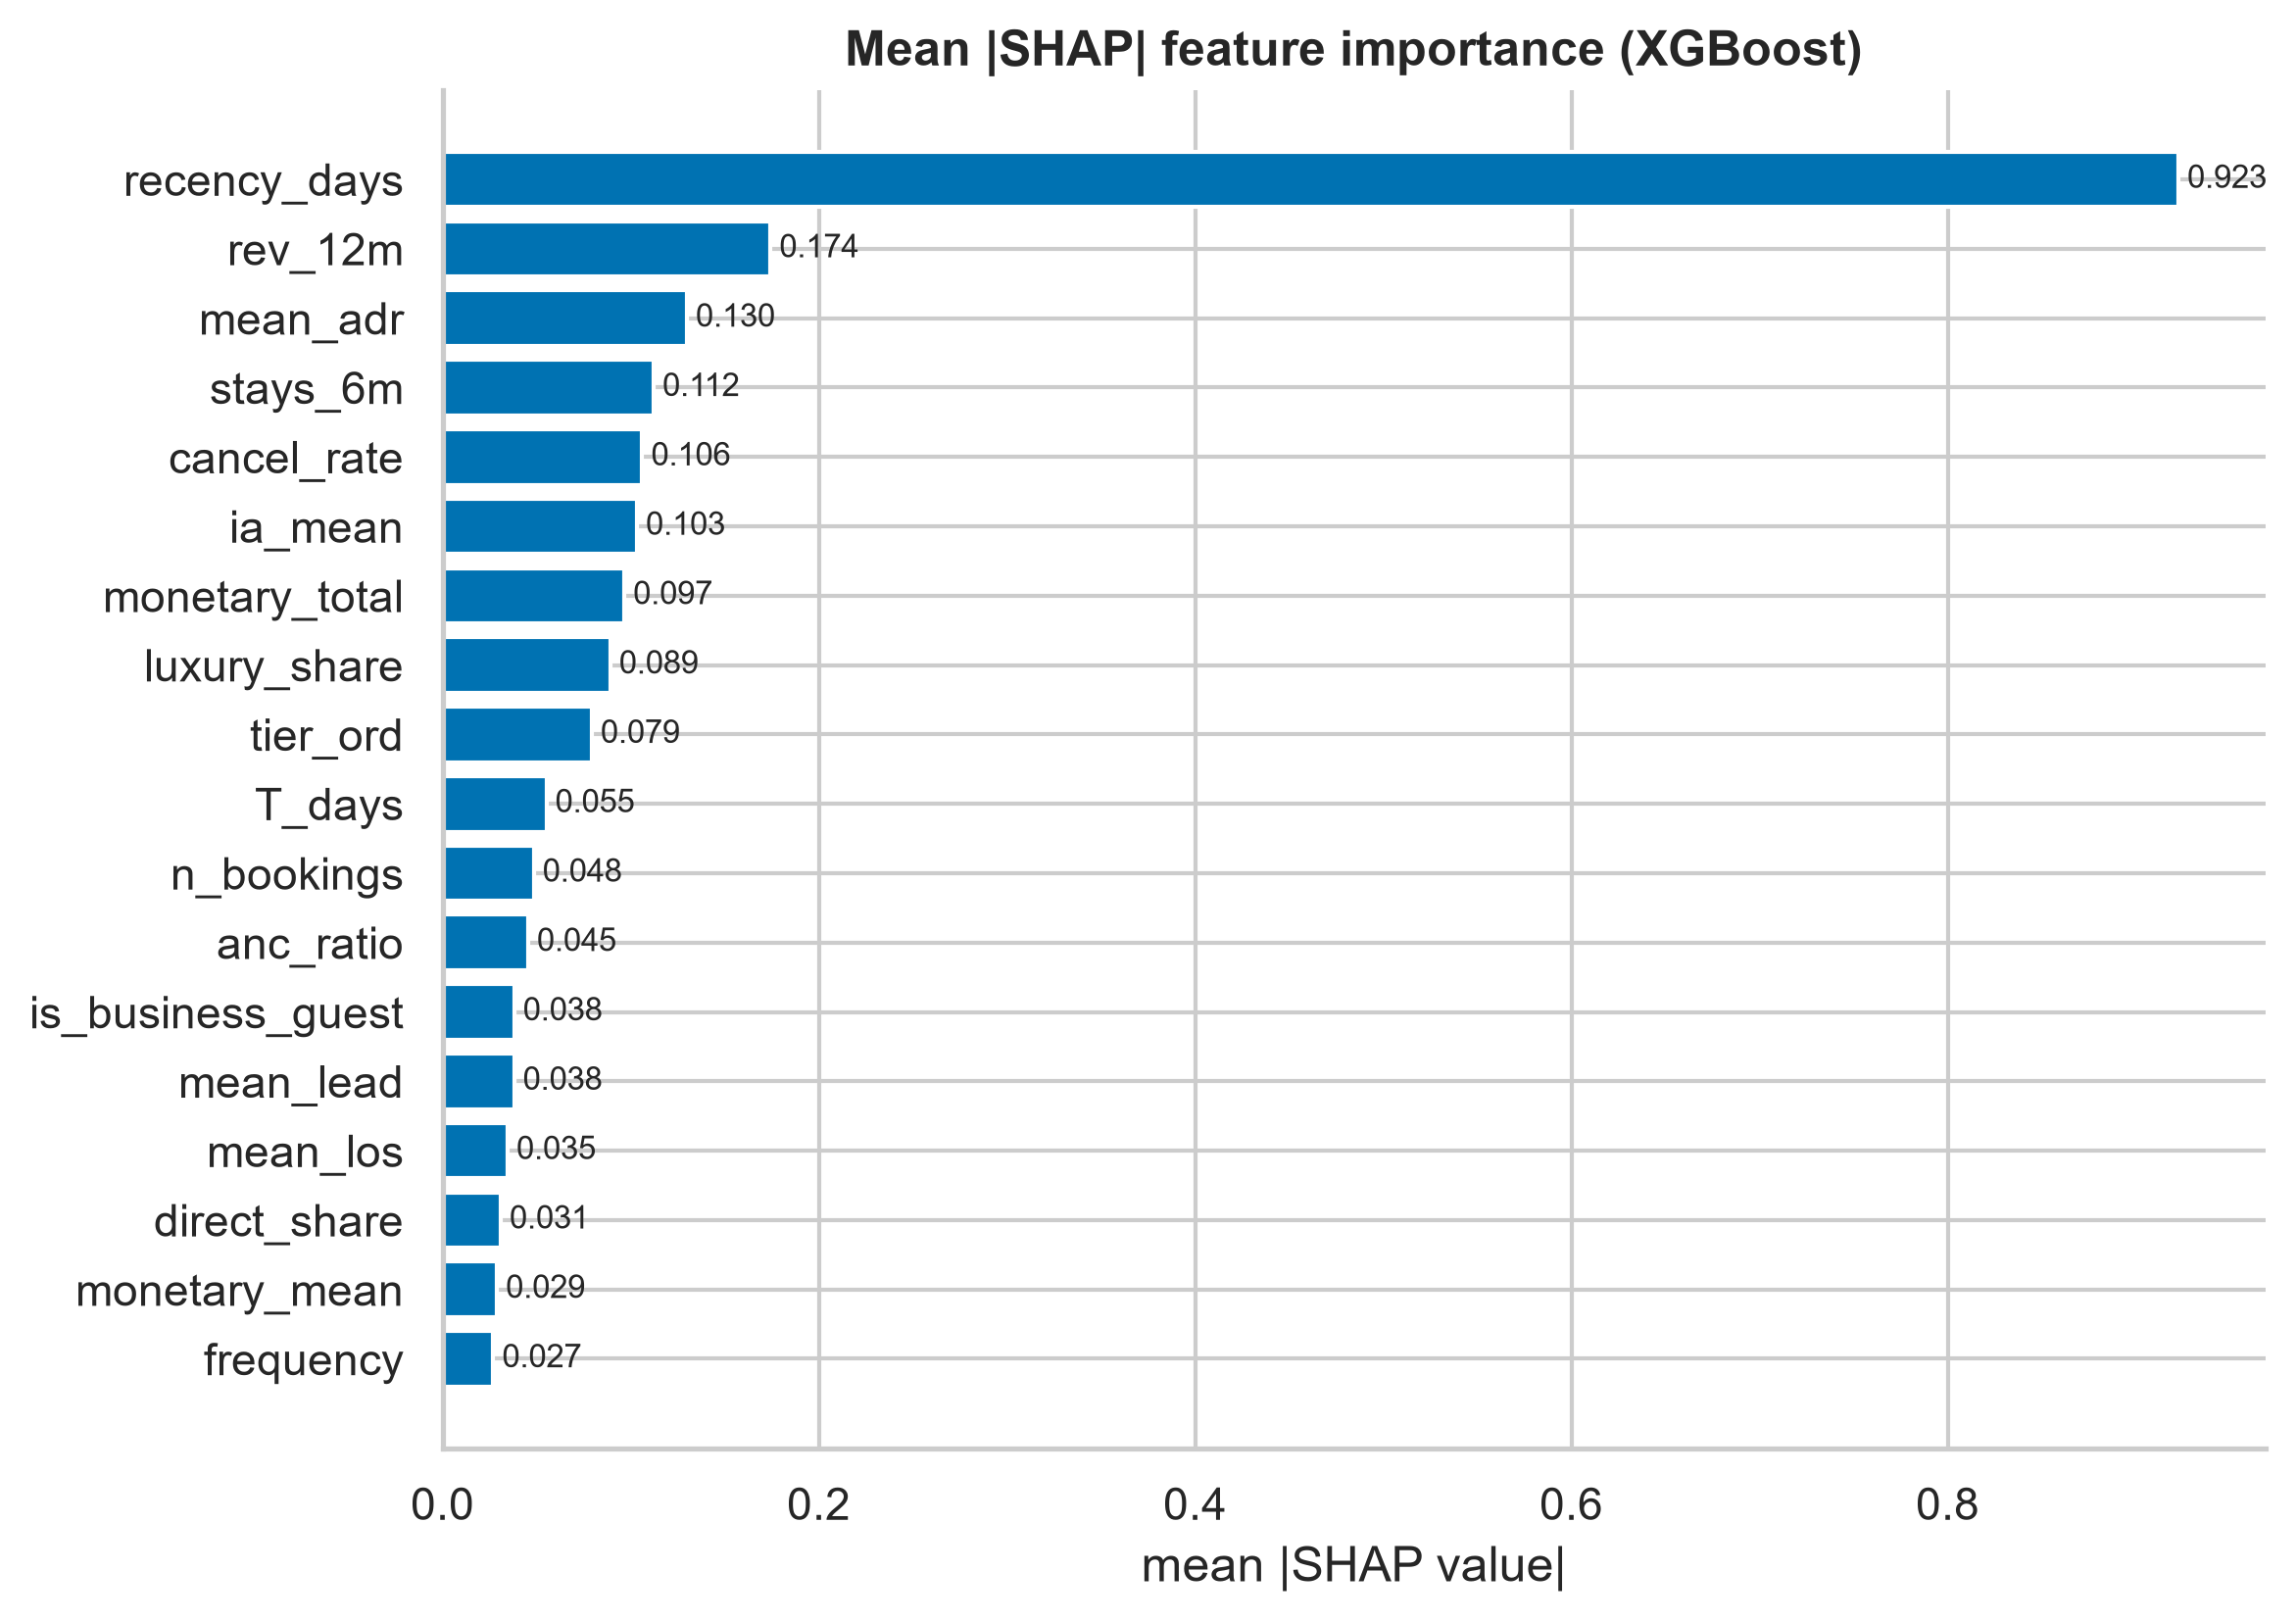 Mean |SHAP| feature importance (XGBoost)
recency_days 0.923
rev_12m 0.174
mean_adr 0.130
stays_6m 0.112
cancel_rate 0.106
ia_mean 0.103
monetary_total 0.097
luxury_share 0.089
tier_ord 0.079
T_days 0.055
n_bookings 0.048
anc_ratio 0.045
is_business_guest 0.038
mean_lead 0.038
mean_los 0.035
direct_share 0.031
monetary_mean 0.029
frequency 0.027
0.0 0.2 0.4 0.6 0.8
mean |SHAP value|